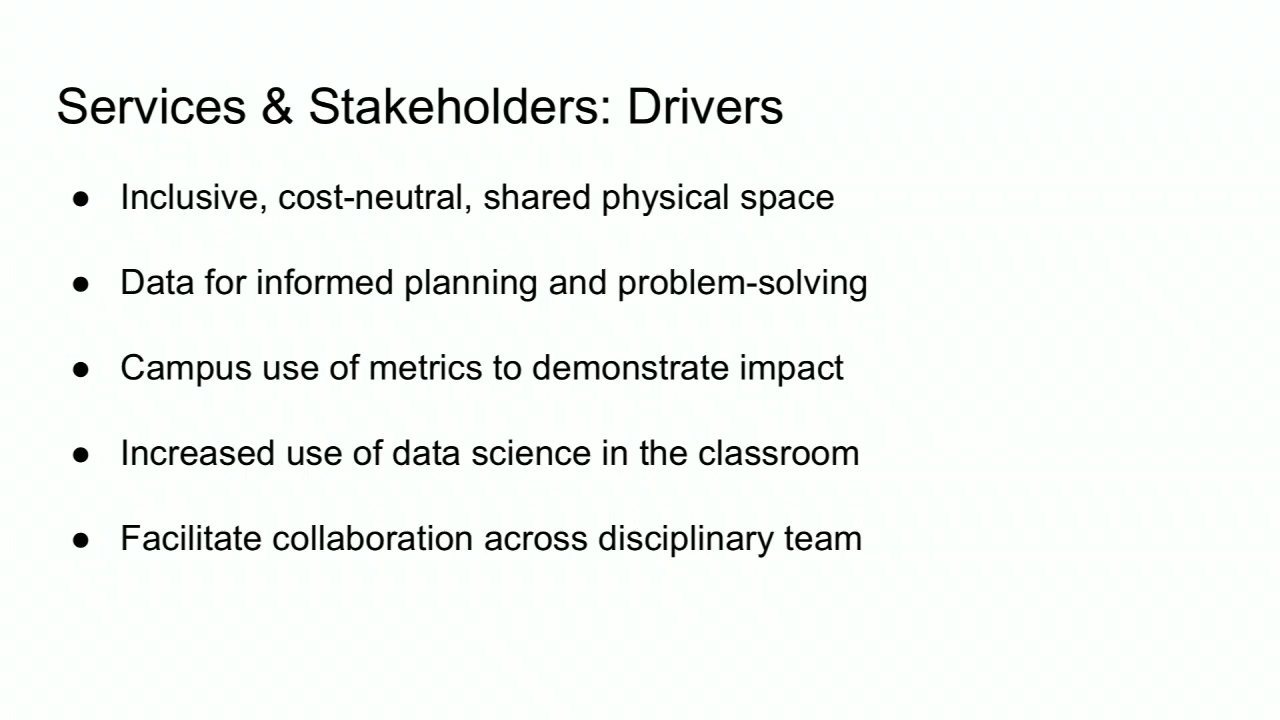 Services & Stakeholders: Drivers
● Inclusive, cost-neutral, shared physical space
● Data for informed planning and problem-solving
● Campus use of metrics to demonstrate impact
● Increased use of data science in the classroom
● Facilitate collaboration across disciplinary team